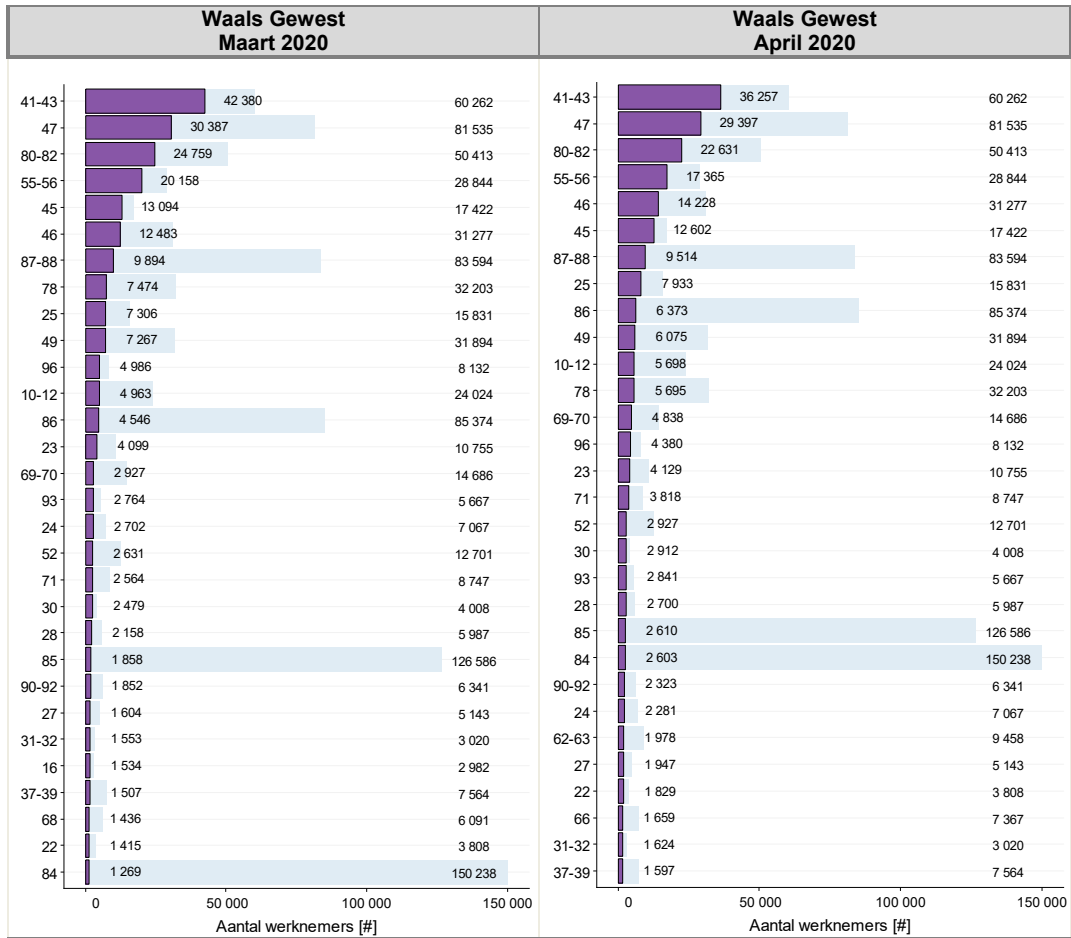 Waals Gewest
Maart 2020
41-43 42 380 60 262
47 30 387 81 535
80-82 24 759 50 413
55-56 20 158 28 844
45 13 094 17 422
46 12 483 31 277
87-88 9 894 83 594
78 7 474 32 203
25 7 306 15 831
49 7 267 31 894
96 4 986 8 132
10-12 4 963 24 024
86 4 546 85 374
23 4 099 10 755
69-70 2 927 14 686
93 2 764 5 667
24 2 702 7 067
52 2 631 12 701
71 2 564 8 747
30 2 479 4 008
28 2 158 5 987
85 1 858 126 586
90-92 1 852 6 341
27 1 604 5 143
31-32 1 553 3 020
16 1 534 2 982
37-39 1 507 7 564
68 1 436 6 091
22 1 415 3 808
84 1 269 150 238
0 50 000 100 000 150 000
Aantal werknemers [#]
Waals Gewest
April 2020
41-43 36 257 60 262
47 29 397 81 535
80-82 22 631 50 413
55-56 17 365 28 844
46 14 228 31 277
45 12 602 17 422
87-88 9 514 83 594
25 7 933 15 831
86 6 373 85 374
49 6 075 31 894
10-12 5 698 24 024
78 5 695 32 203
69-70 4 838 14 686
96 4 380 8 132
23 4 129 10 755
71 3 818 8 747
52 2 927 12 701
30 2 912 4 008
93 2 841 5 667
28 2 700 5 987
85 2 610 126 586
84 2 603 150 238
90-92 2 323 6 341
24 2 281 7 067
62-63 1 978 9 458
27 1 947 5 143
22 1 829 3 808
66 1 659 7 367
31-32 1 624 3 020
37-39 1 597 7 564
0 50 000 100 000 150 000
Aantal werknemers [#]